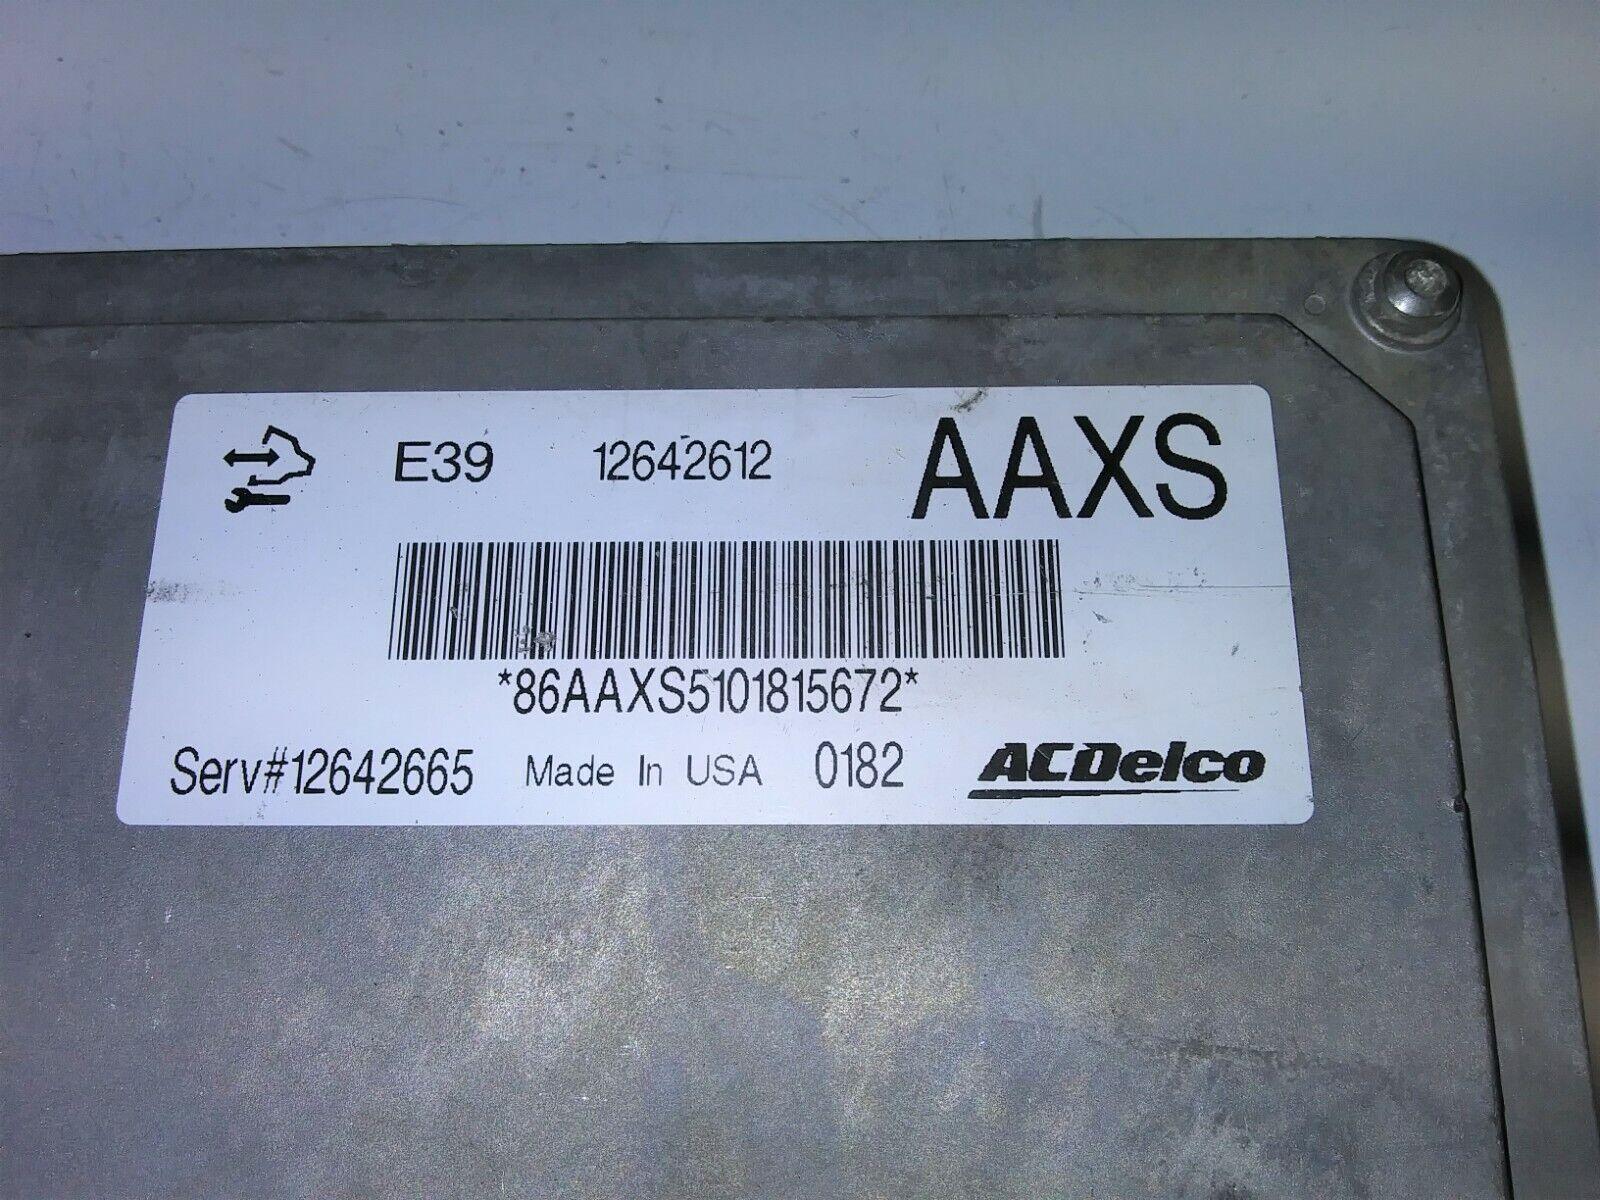 E39 12642612 AAXS
*86AAXS5101815672*
Serv#12642665 Made In USA 0182 ACDelco